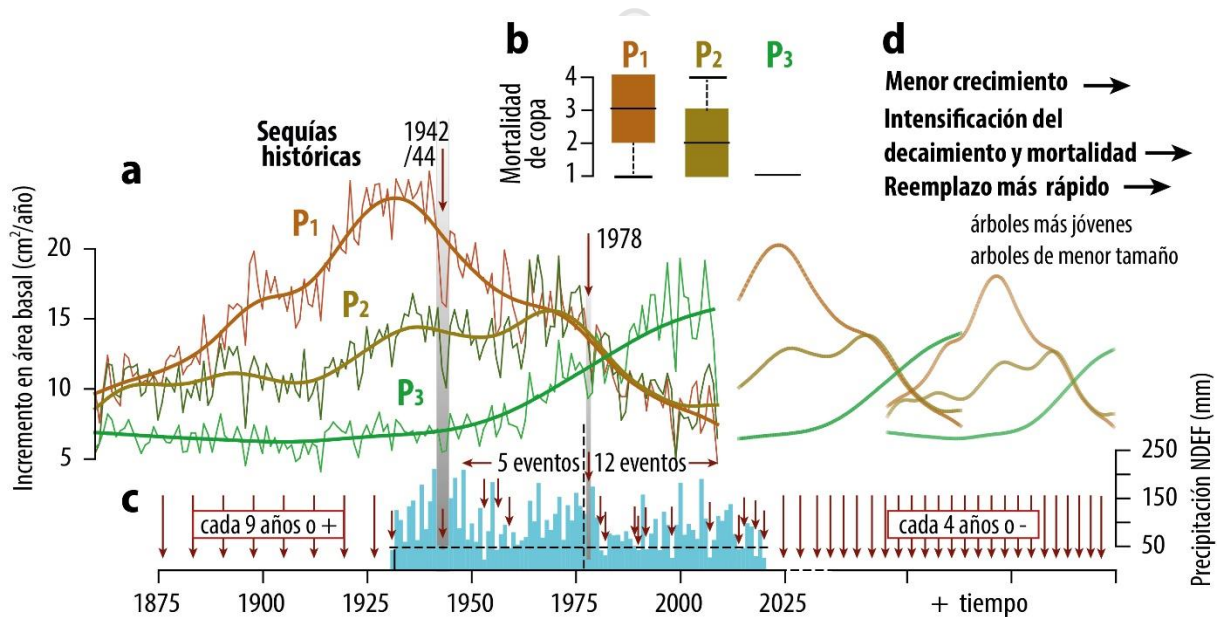 b
P1 P2 P3
Mortalidad
de copa
4
3
2
1
d
Menor crecimiento
Intensificación del
decaimiento y mortalidad
Reemplazo más rápido
árboles más jóvenes
arboles de menor tamaño
a
Sequías
históricas
1942
/44
1978
Incremento en área basal (cm²/año)
20
15
10
5
P1
P2
P3
5 eventos
12 eventos
c
cada 9 años o +
cada 4 años o -
Precipitación NDEF (mm)
250
150
50
1875 1900 1925 1950 1975 2000 2025 + tiempo